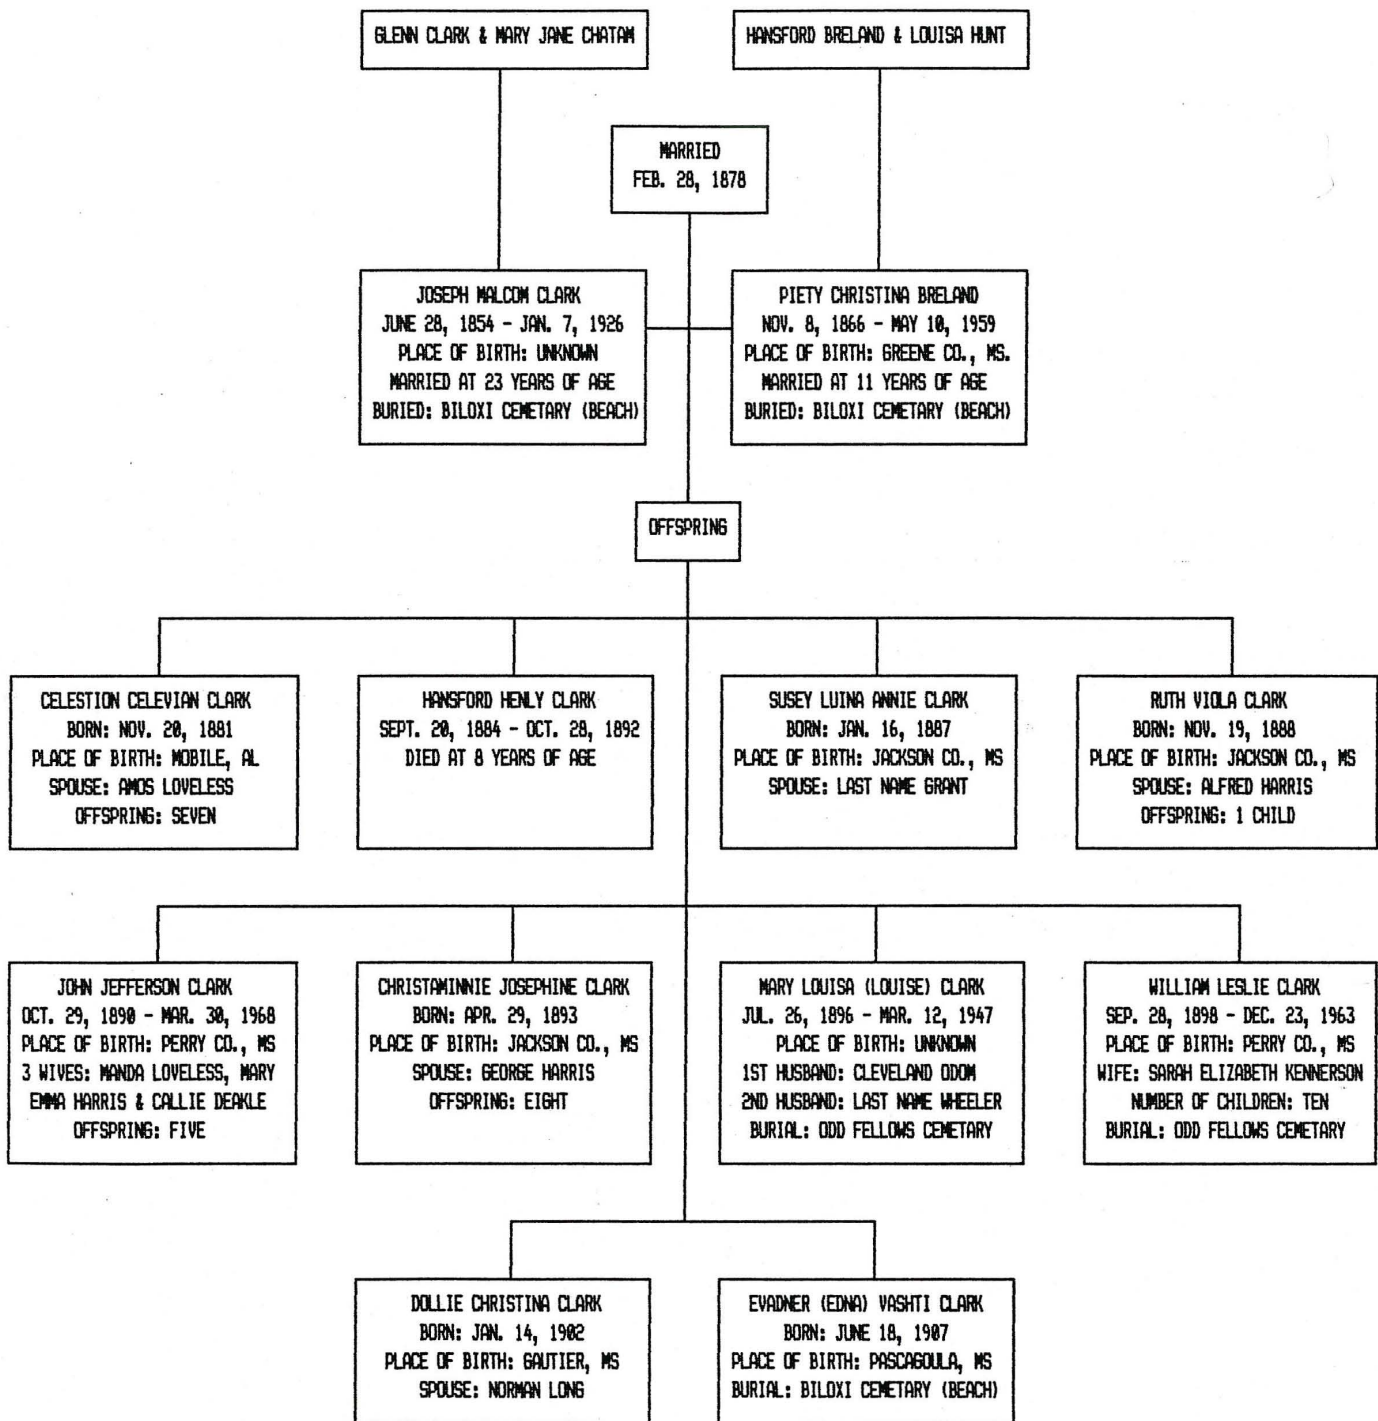 GLENN CLARK & MARY JANE CHATAM
HANSFORD BRELAND & LOUISA HUNT
MARRIED
FEB. 28, 1878
JOSEPH MALCOM CLARK
JUNE 28, 1854 - JAN. 7, 1926
PLACE OF BIRTH: UNKNOWN
MARRIED AT 23 YEARS OF AGE
BURIED: BILOXI CEMETARY (BEACH)
PIETY CHRISTINA BRELAND
NOV. 8, 1866 - MAY 10, 1959
PLACE OF BIRTH: GREENE CO., MS.
MARRIED AT 11 YEARS OF AGE
BURIED: BILOXI CEMETARY (BEACH)
OFFSPRING
CELESTION CELEVIAN CLARK
BORN: NOV. 20, 1881
PLACE OF BIRTH: MOBILE, AL
SPOUSE: AMOS LOVELESS
OFFSPRING: SEVEN
HANSFORD HENLY CLARK
SEPT. 20, 1884 - OCT. 28, 1892
DIED AT 8 YEARS OF AGE
SUSEY LUINA ANNIE CLARK
BORN: JAN. 16, 1887
PLACE OF BIRTH: JACKSON CO., MS
SPOUSE: LAST NAME GRANT
RUTH VIOLA CLARK
BORN: NOV. 19, 1888
PLACE OF BIRTH: JACKSON CO., MS
SPOUSE: ALFRED HARRIS
OFFSPRING: 1 CHILD
JOHN JEFFERSON CLARK
OCT. 29, 1890 - MAR. 30, 1968
PLACE OF BIRTH: PERRY CO., MS
3 WIVES: MANDA LOVELESS, MARY
EMMA HARRIS & CALLIE DEAKLE
OFFSPRING: FIVE
CHRISTAMINNIE JOSEPHINE CLARK
BORN: APR. 29, 1893
PLACE OF BIRTH: JACKSON CO., MS
SPOUSE: GEORGE HARRIS
OFFSPRING: EIGHT
MARY LOUISA (LOUISE) CLARK
JUL. 26, 1896 - MAR. 12, 1947
PLACE OF BIRTH: UNKNOWN
1ST HUSBAND: CLEVELAND ODOM
2ND HUSBAND: LAST NAME WHEELER
BURIAL: ODD FELLOWS CEMETARY
WILLIAM LESLIE CLARK
SEP. 28, 1898 - DEC. 23, 1963
PLACE OF BIRTH: PERRY CO., MS
WIFE: SARAH ELIZABETH KENNERSON
NUMBER OF CHILDREN: TEN
BURIAL: ODD FELLOWS CEMETARY
DOLLIE CHRISTINA CLARK
BORN: JAN. 14, 1902
PLACE OF BIRTH: GAUTIER, MS
SPOUSE: NORMAN LONG
EVADNER (EDNA) VASHTI CLARK
BORN: JUNE 18, 1907
PLACE OF BIRTH: PASCAGOULA, MS
BURIAL: BILOXI CEMETARY (BEACH)